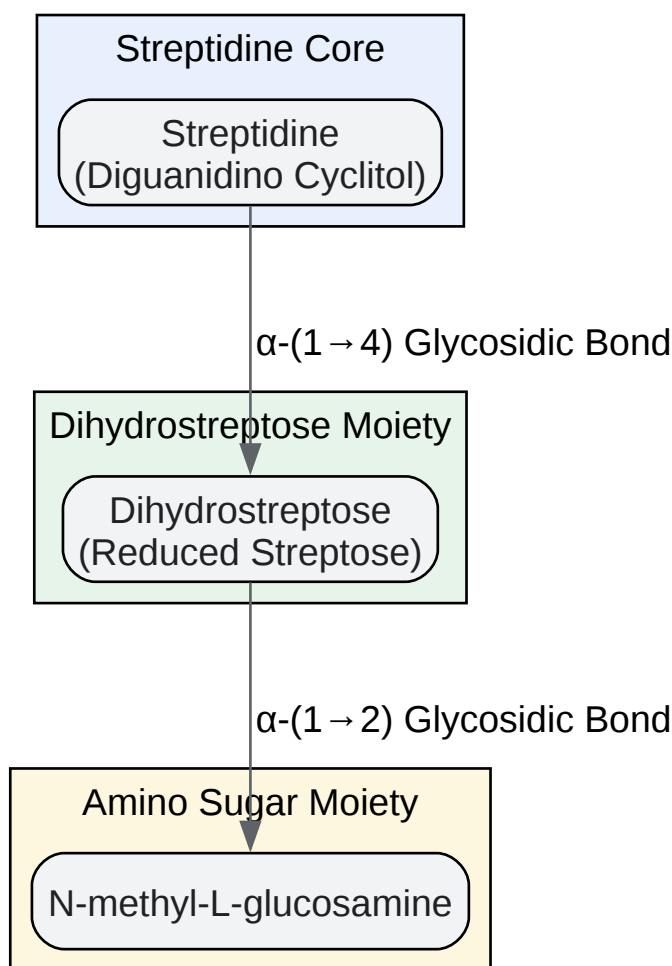 Streptidine Core
Streptidine
(Diguanidino Cyclitol)
α-(1→4) Glycosidic Bond
Dihydrostreptose Moiety
Dihydrostreptose
(Reduced Streptose)
α-(1→2) Glycosidic Bond
Amino Sugar Moiety
N-methyl-L-glucosamine